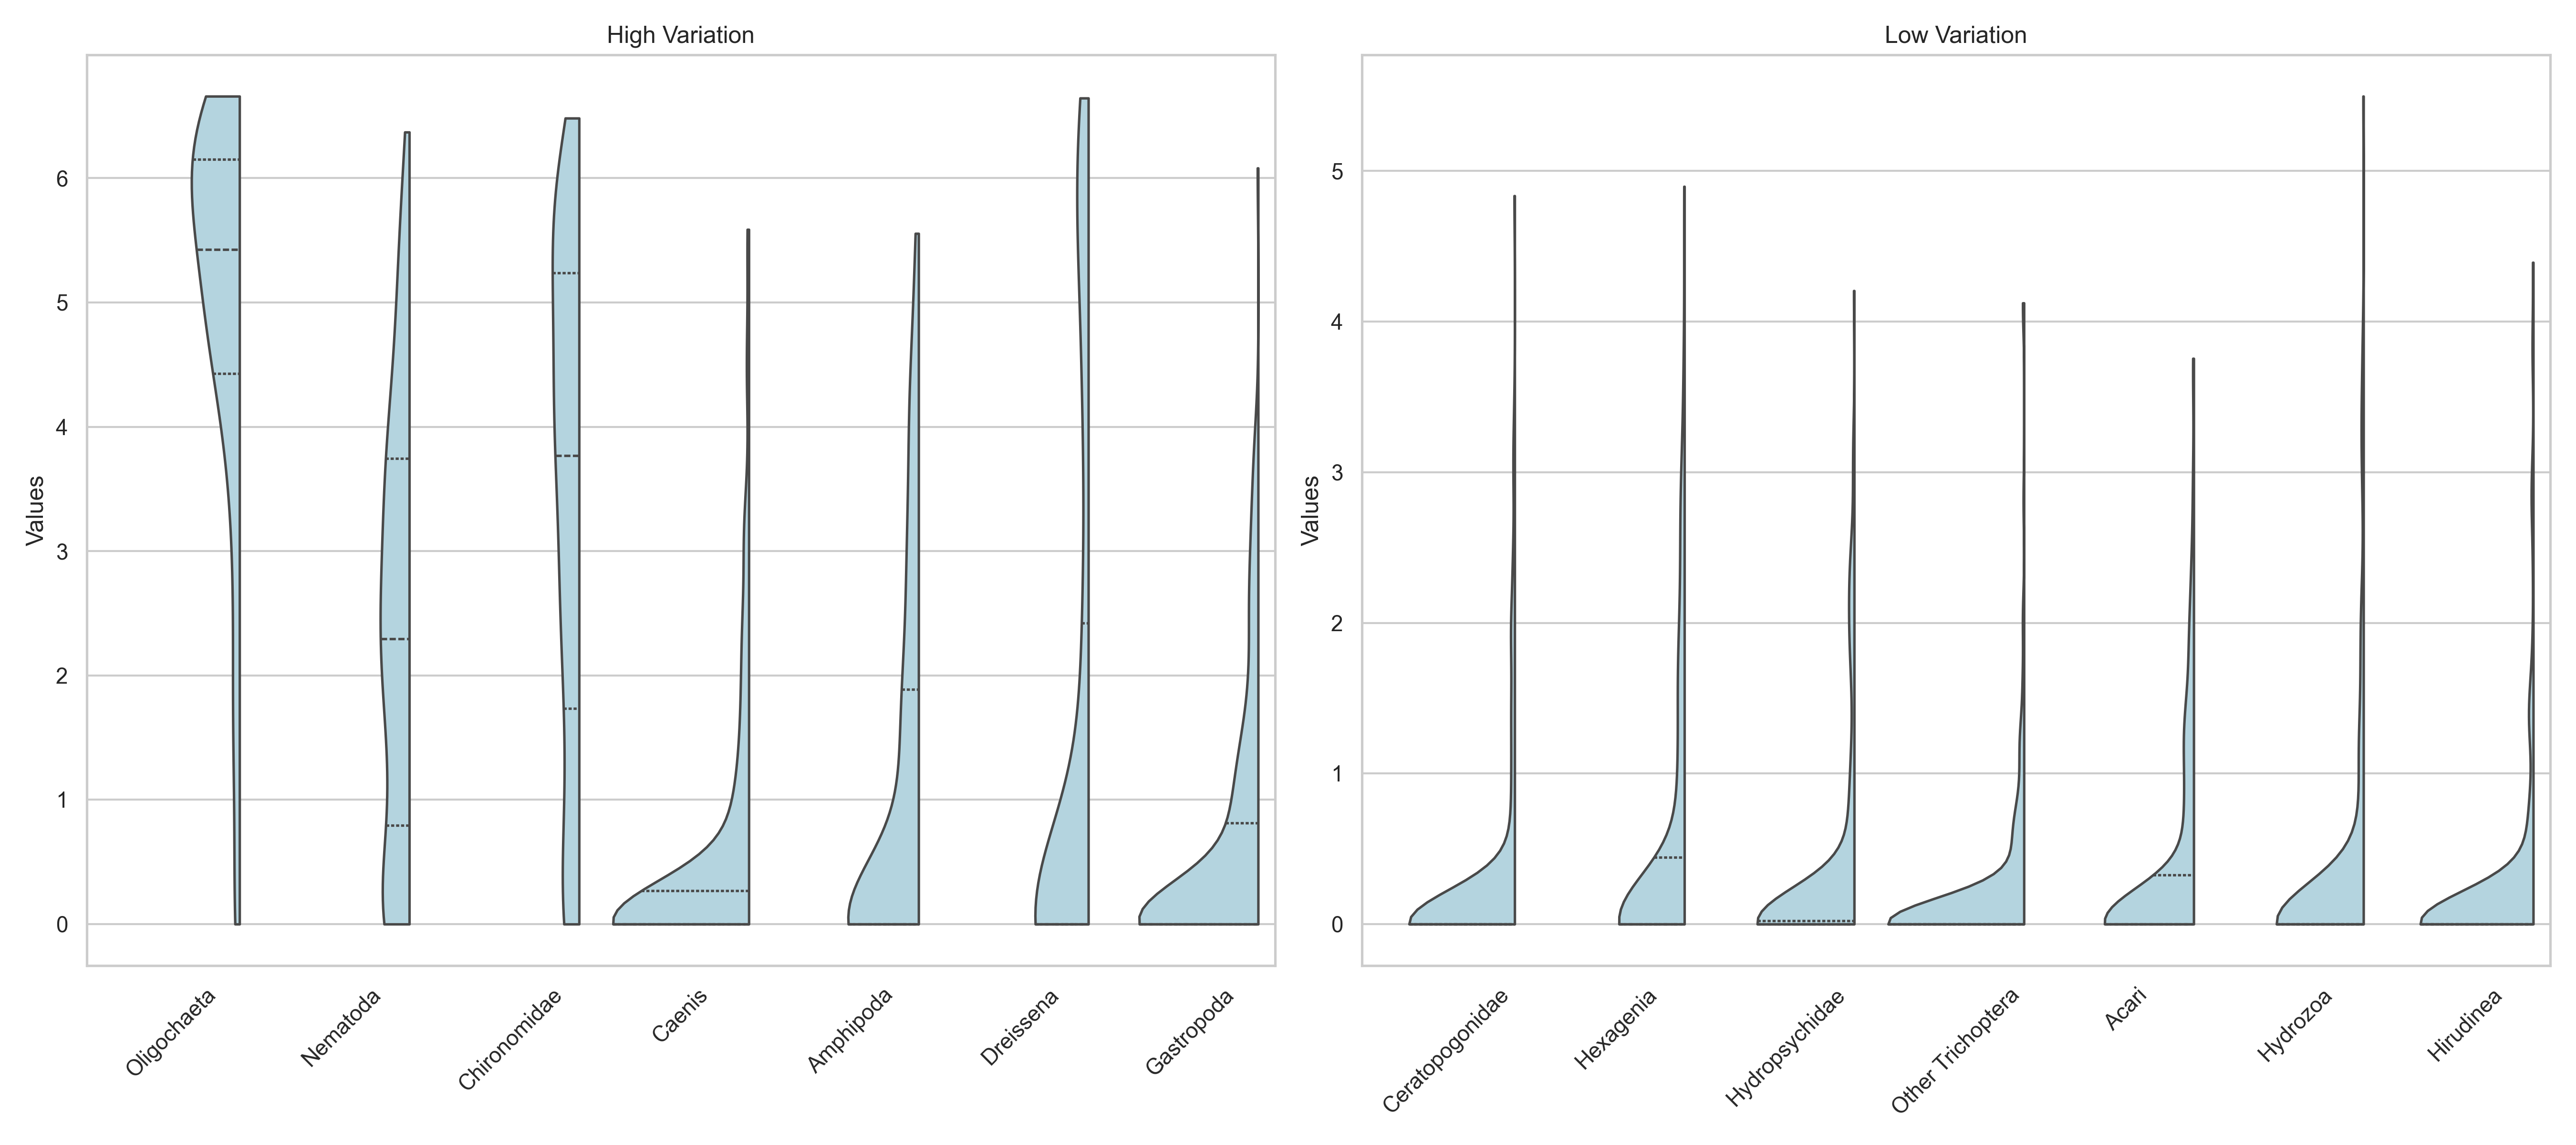 High Variation
Values
6
5
4
3
2
1
0
Oligochaeta
Nematoda
Chironomidae
Caenis
Amphipoda
Dreissena
Gastropoda
Low Variation
Values
5
4
3
2
1
0
Ceratopogonidae
Hexagenia
Hydropsychidae
Other Trichoptera
Acari
Hydrozoa
Hirudinea